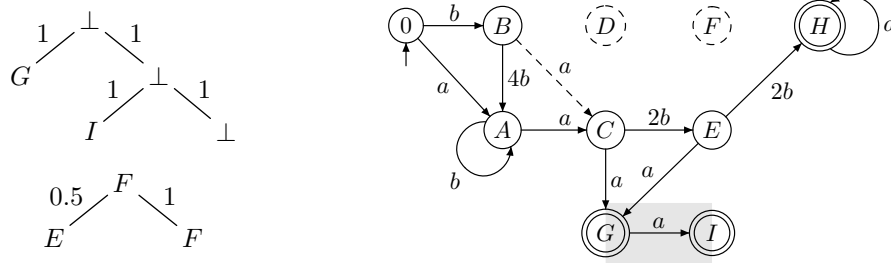 ⊥
1 1
G ⊥
1 1
I ⊥
F
0.5 1
E F
0 b B D F H
a 4b a 2b
A a C 2b E
b a a
G a I